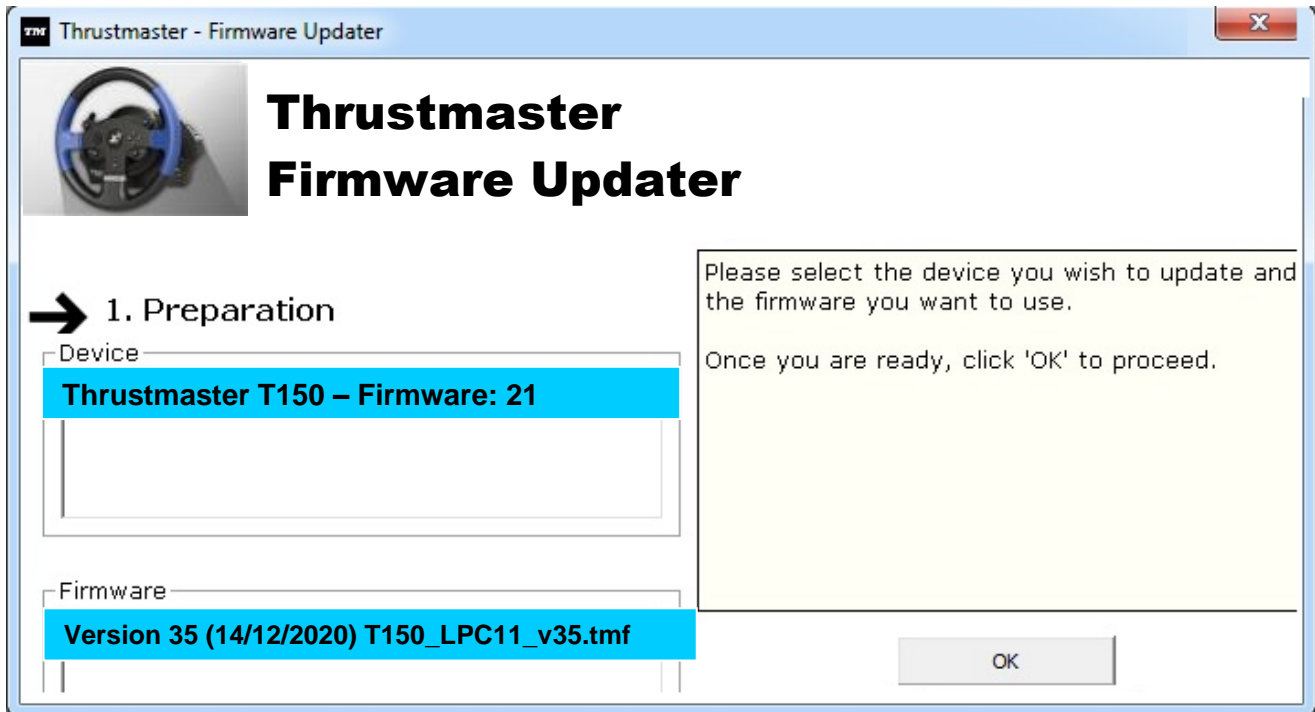 TM Thrustmaster - Firmware Updater
X
Thrustmaster
Firmware Updater
1. Preparation
Device
Thrustmaster T150 – Firmware: 21
Firmware
Version 35 (14/12/2020) T150_LPC11_v35.tmf
Please select the device you wish to update and
the firmware you want to use.
Once you are ready, click 'OK' to proceed.
OK